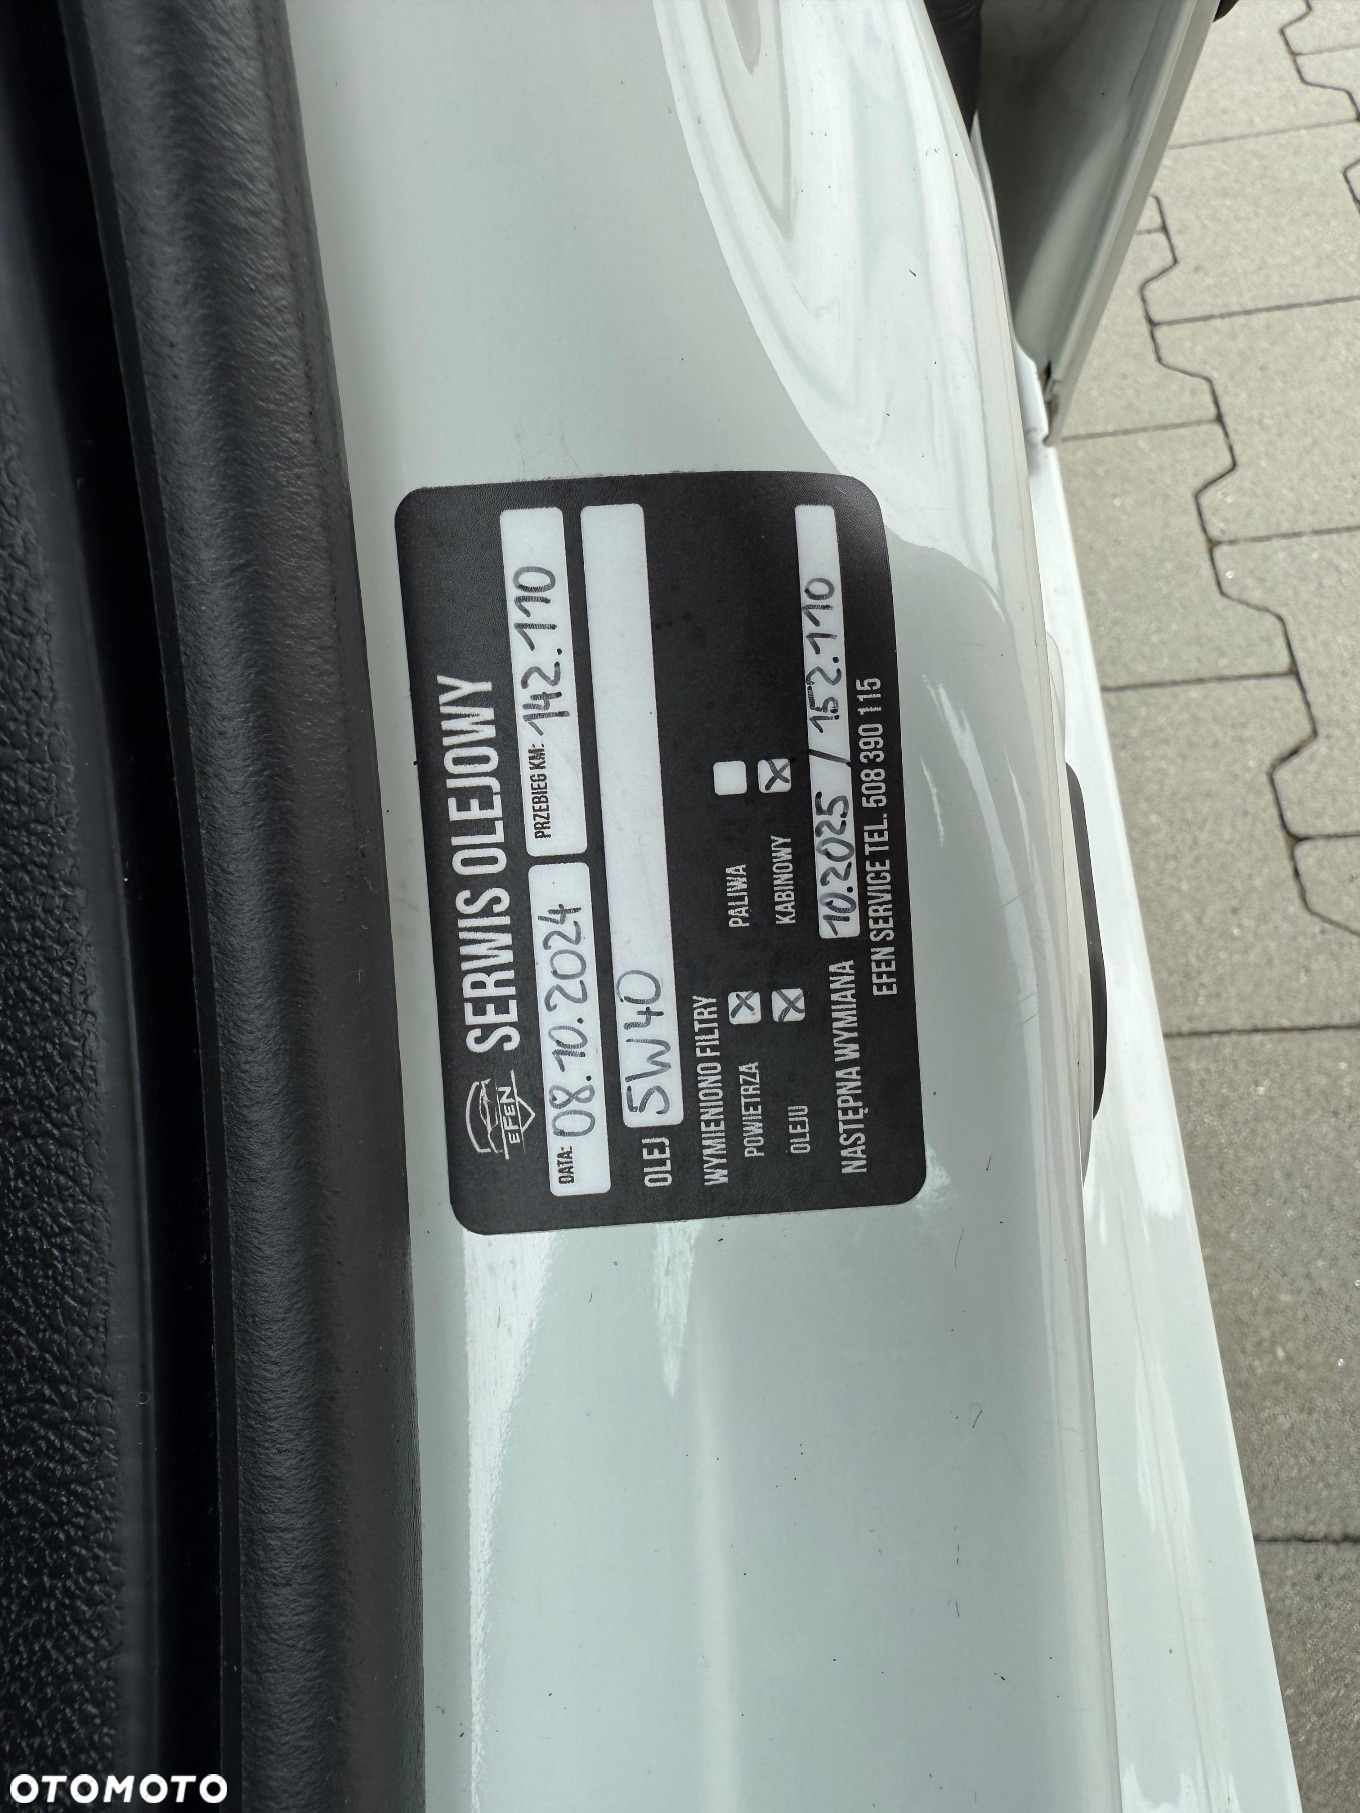 EFEN
SERWIS OLEJOWY
DATA: 08.10.2024 PRZEBIEG KM: 142.110
OLEJ 5W40
WYMIENIONO FILTRY
POWIETRZA PALIWA
OLEJU KABINOWY
NASTĘPNA WYMIANA 10.2025 / 152.110
EFEN SERVICE TEL. 508 390 115
OTOMOTO